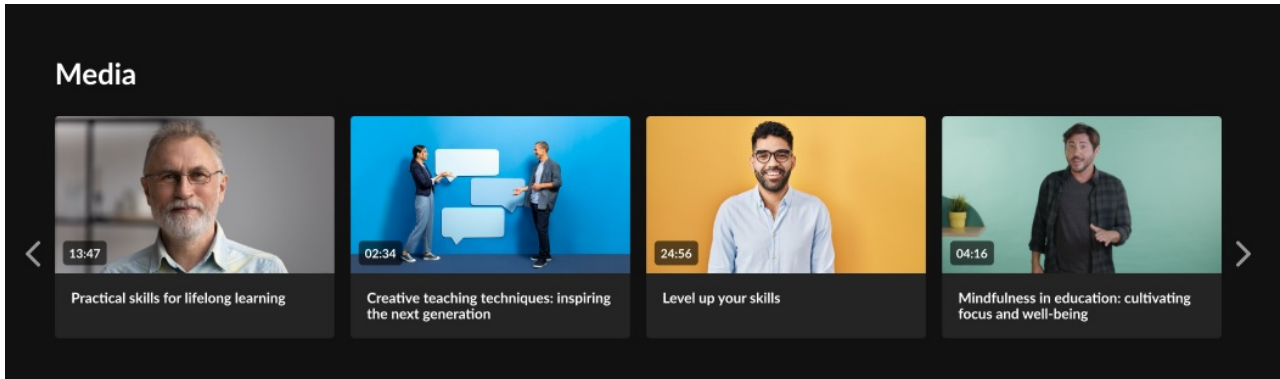 Media
13:47
02:34
24:56
04:16
Practical skills for lifelong learning
Creative teaching techniques: inspiring
the next generation
Level up your skills
Mindfulness in education: cultivating
focus and well-being